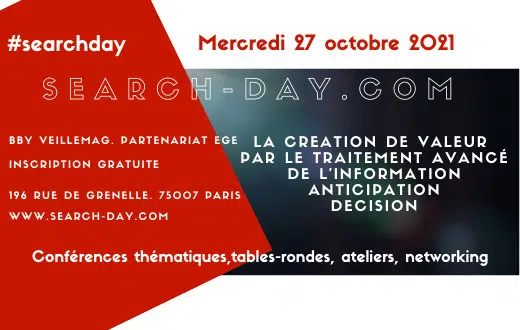 #searchday
Mercredi 27 octobre 2021
SEARCH-DAY.COM
BBY VEILLEMAG. PARTENARIAT EGE
INSCRIPTION GRATUITE
196 RUE DE GRENELLE. 75007 PARIS
WWW.SEARCH-DAY.COM
LA CREATION DE VALEUR
PAR LE TRAITEMENT AVANCÉ
DE L'INFORMATION
ANTICIPATION
DECISION
Conférences thématiques,tables-rondes, ateliers, networking